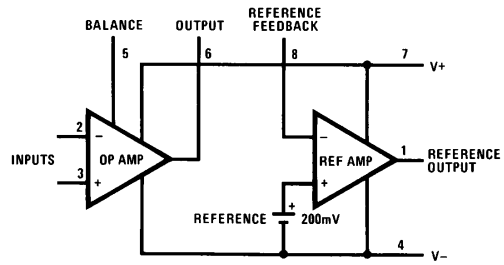 BALANCE
OUTPUT
REFERENCE
FEEDBACK
5
6
8
7
V+
2
−
OP AMP
INPUTS
3
+
−
REF AMP
+
1
REFERENCE
OUTPUT
REFERENCE
+
200mV
4
V−